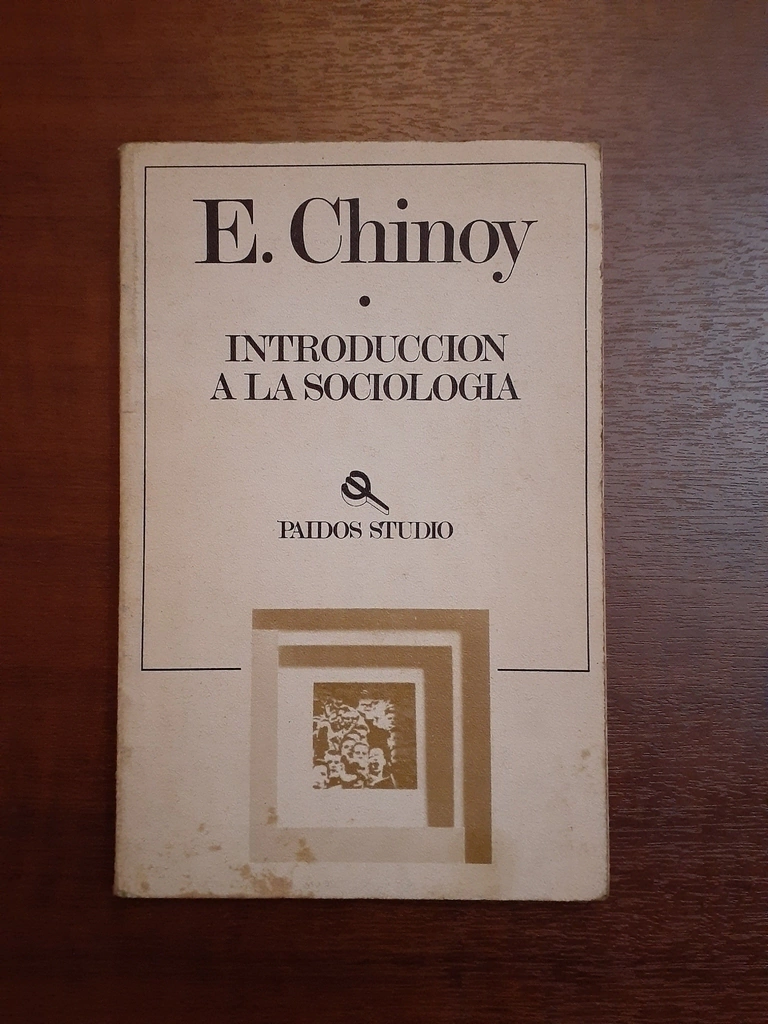 E. Chinoy
INTRODUCCION
A LA SOCIOLOGIA
PAIDOS STUDIO